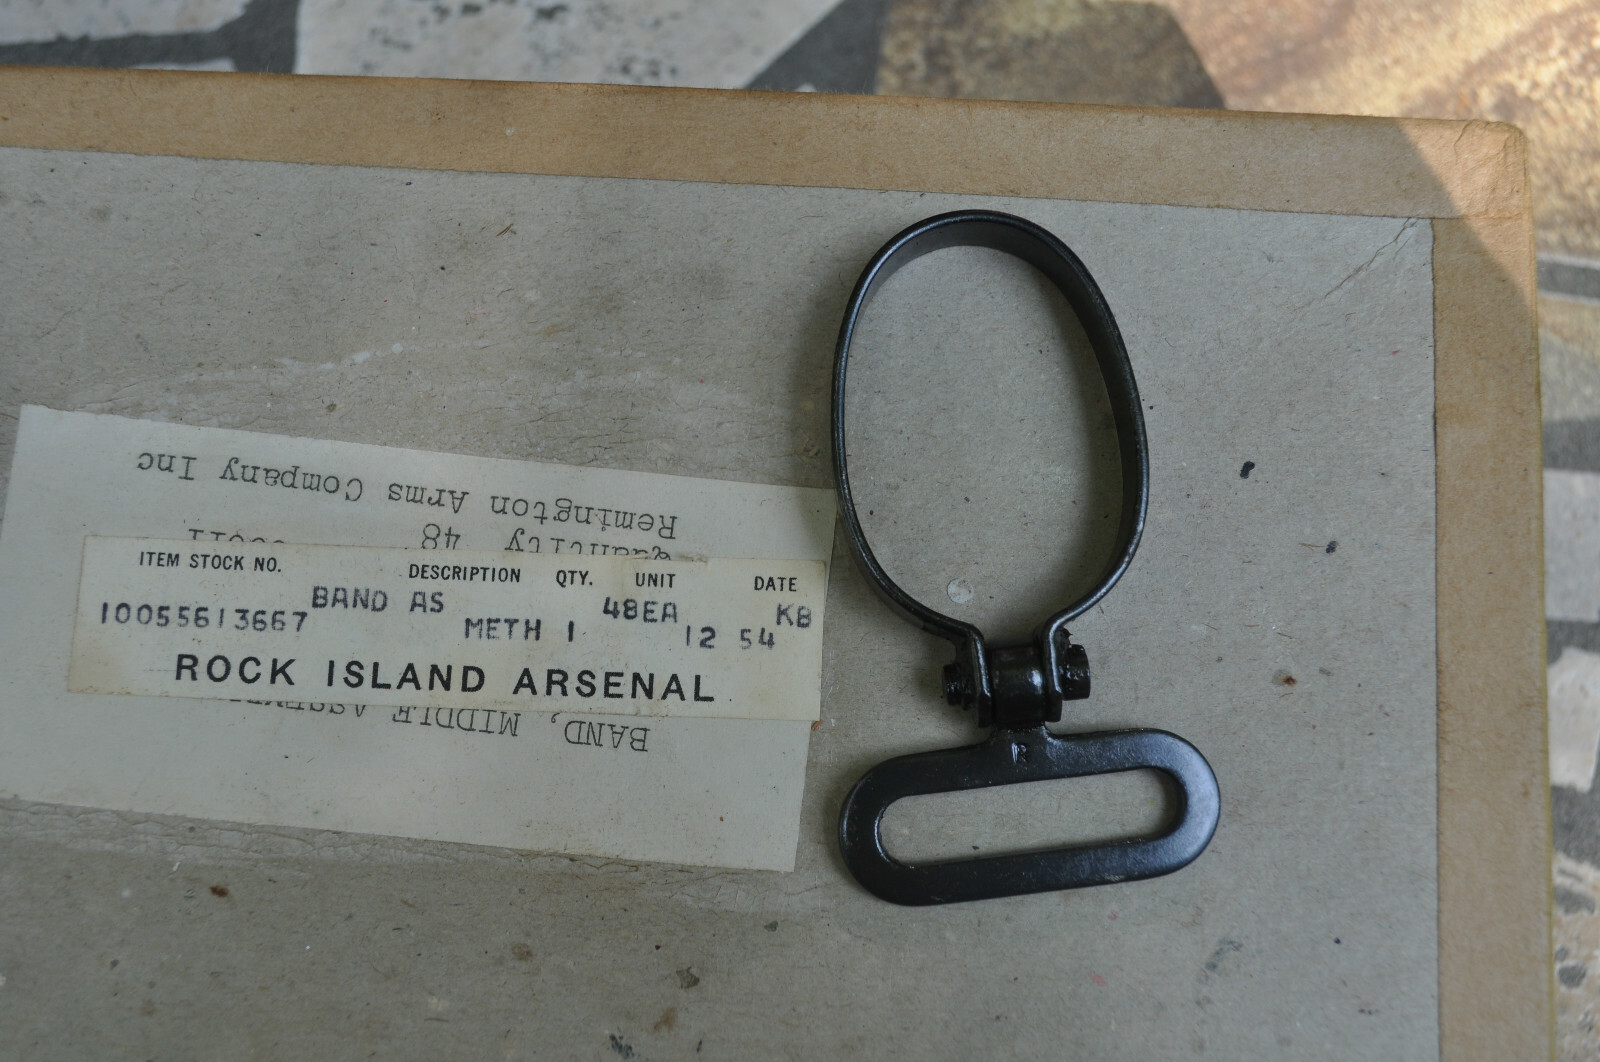 Remington Arms Company Inc
48
ITEM STOCK NO. DESCRIPTION QTY. UNIT DATE
10055613667 BAND AS METH 1 48EA 12 54 KB
ROCK ISLAND ARSENAL
BAND, MIDDLE
R